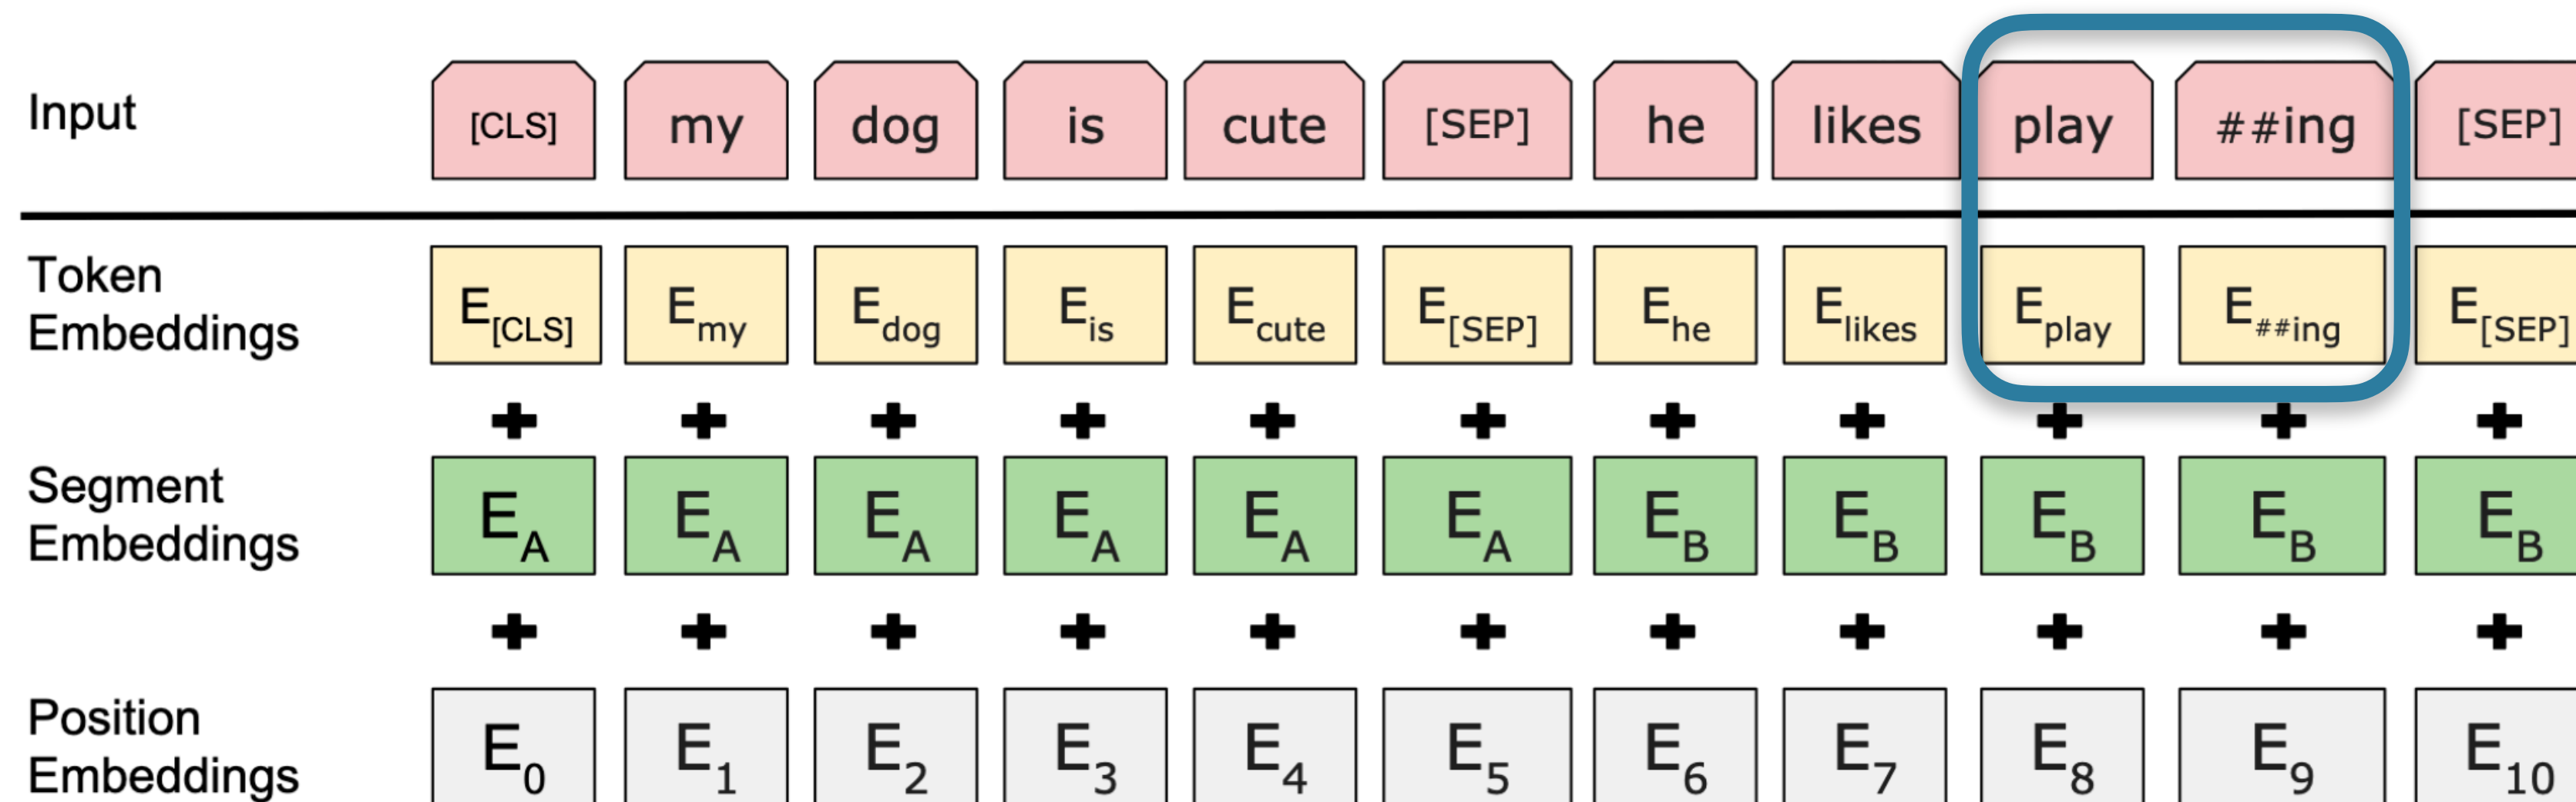 Input [CLS] my dog is cute [SEP] he likes play ##ing [SEP]
Token Embeddings E[CLS] Emy Edog Eis Ecute E[SEP] Ehe Elikes Eplay E##ing E[SEP]
+ + + + + + + + + + +
Segment Embeddings EA EA EA EA EA EA EB EB EB EB EB
+ + + + + + + + + + +
Position Embeddings E0 E1 E2 E3 E4 E5 E6 E7 E8 E9 E10